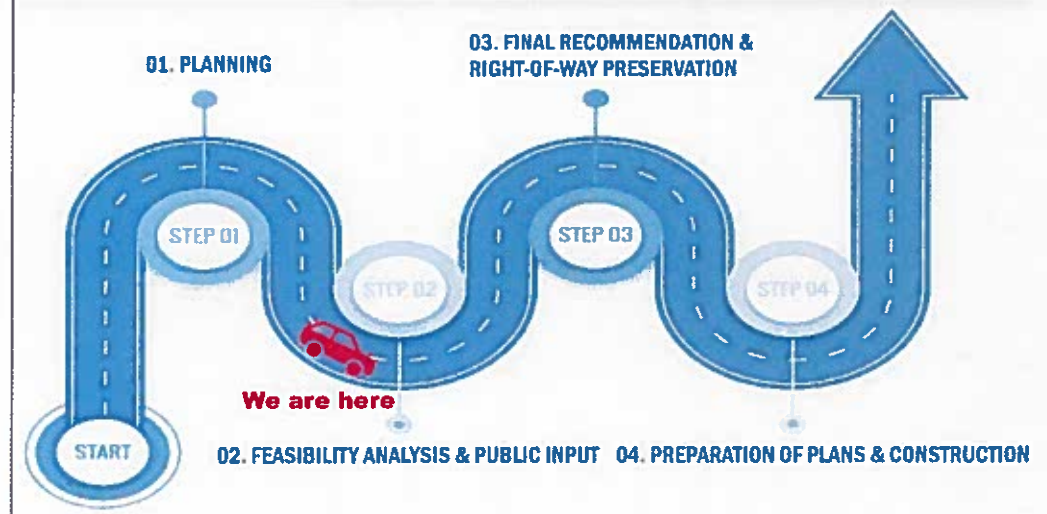 01. PLANNING
03. FINAL RECOMMENDATION &
RIGHT-OF-WAY PRESERVATION
STEP 01
STEP 03
STEP 02
STEP 04
We are here
START
02. FEASIBILITY ANALYSIS & PUBLIC INPUT
04. PREPARATION OF PLANS & CONSTRUCTION